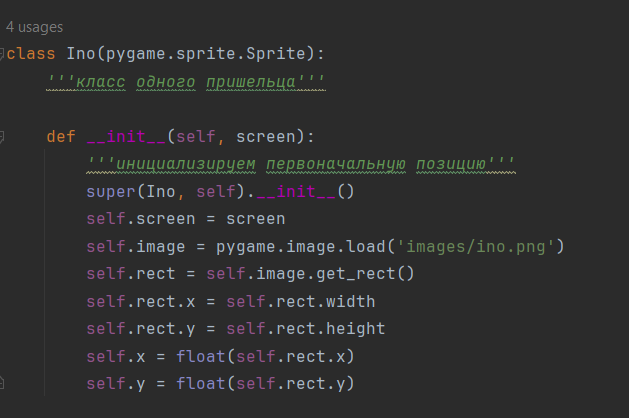 4 usages
class Ino(pygame.sprite.Sprite):
'''класс одного пришельца'''
def __init__(self, screen):
'''инициализируем первоначальную позицию'''
super(Ino, self).__init__()
self.screen = screen
self.image = pygame.image.load('images/ino.png')
self.rect = self.image.get_rect()
self.rect.x = self.rect.width
self.rect.y = self.rect.height
self.x = float(self.rect.x)
self.y = float(self.rect.y)